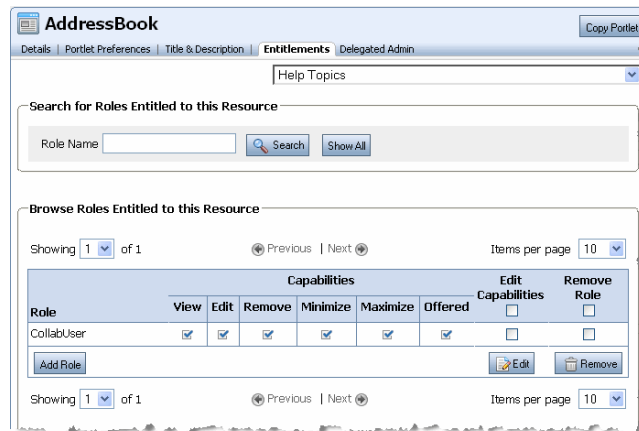 AddressBook
Copy Portlet
Details | Portlet Preferences | Title & Description | Entitlements Delegated Admin
Help Topics
Search for Roles Entitled to this Resource
Role Name Search Show All
Browse Roles Entitled to this Resource
Showing 1 of 1 Previous | Next Items per page 10
Capabilities Edit Capabilities Remove Role
Role View Edit Remove Minimize Maximize Offered
CollabUser
Add Role Edit Remove
Showing 1 of 1 Previous | Next Items per page 10